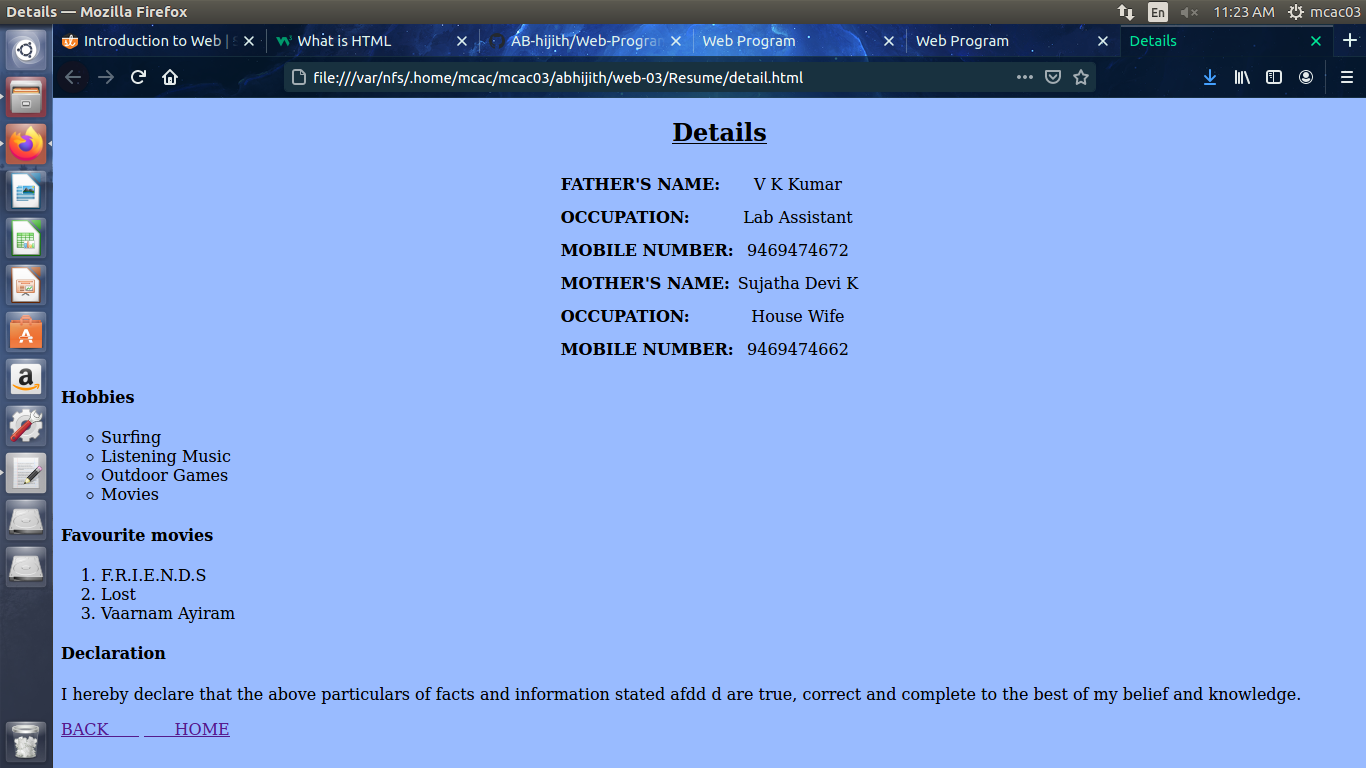 Details — Mozilla Firefox
En
11:23 AM
mcac03
Introduction to Web |
What is HTML
AB-hijith/Web-Progra
Web Program
Web Program
Details
file:///var/nfs/.home/mcac/mcac03/abhijith/web-03/Resume/detail.html
Details
FATHER'S NAME: V K Kumar
OCCUPATION: Lab Assistant
MOBILE NUMBER: 9469474672
MOTHER'S NAME: Sujatha Devi K
OCCUPATION: House Wife
MOBILE NUMBER: 9469474662
Hobbies
Surfing
Listening Music
Outdoor Games
Movies
Favourite movies
1. F.R.I.E.N.D.S
2. Lost
3. Vaarnam Ayiram
Declaration
I hereby declare that the above particulars of facts and information stated afdd d are true, correct and complete to the best of my belief and knowledge.
BACK HOME